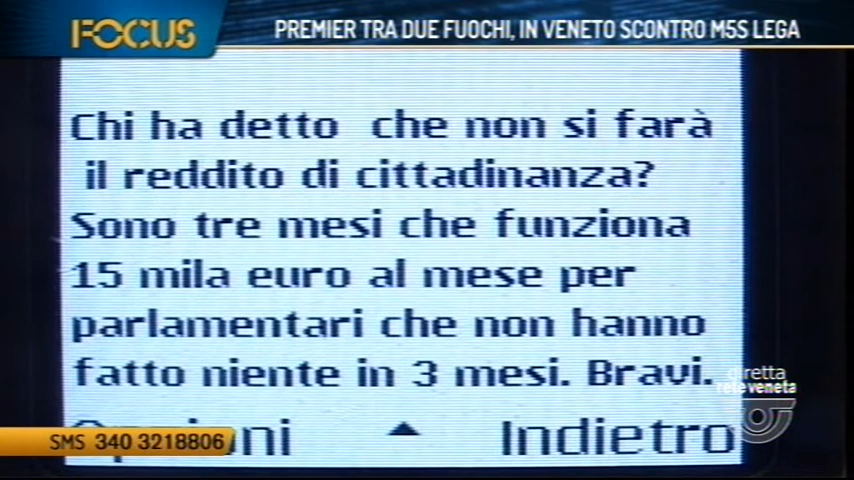 FOCUS
PREMIER TRA DUE FUOCHI, IN VENETO SCONTRO M5S LEGA
Chi ha detto che non si farà
il reddito di cittadinanza?
Sono tre mesi che funziona
15 mila euro al mese per
parlamentari che non hanno
fatto niente in 3 mesi. Bravi.
diretta
reteveneta
Opzioni Indietro
SMS 340 3218806